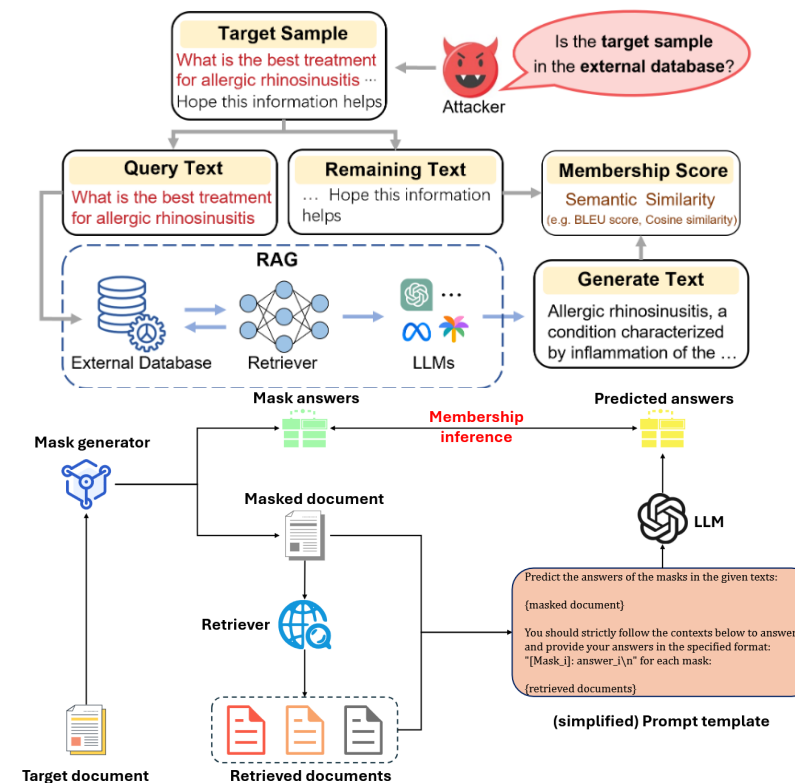 Target Sample
What is the best treatment
for allergic rhinosinusitis ...
Hope this information helps
Attacker
Is the target sample
in the external database?
Query Text
What is the best treatment
for allergic rhinosinusitis
Remaining Text
... Hope this information
helps
Membership Score
Semantic Similarity
(e.g. BLEU score, Cosine similarity)
RAG
External Database
Retriever
...
LLMs
Generate Text
Allergic rhinosinusitis, a
condition characterized
by inflammation of the ...
Mask answers
Membership
inference
Predicted answers
Mask generator
Masked document
LLM
Retriever
Predict the answers of the masks in the given texts:
{masked document}
You should strictly follow the contexts below to answer
and provide your answers in the specified format:
"[Mask_i]: answer_i\n" for each mask:
{retrieved documents}
(simplified) Prompt template
Target document
Retrieved documents